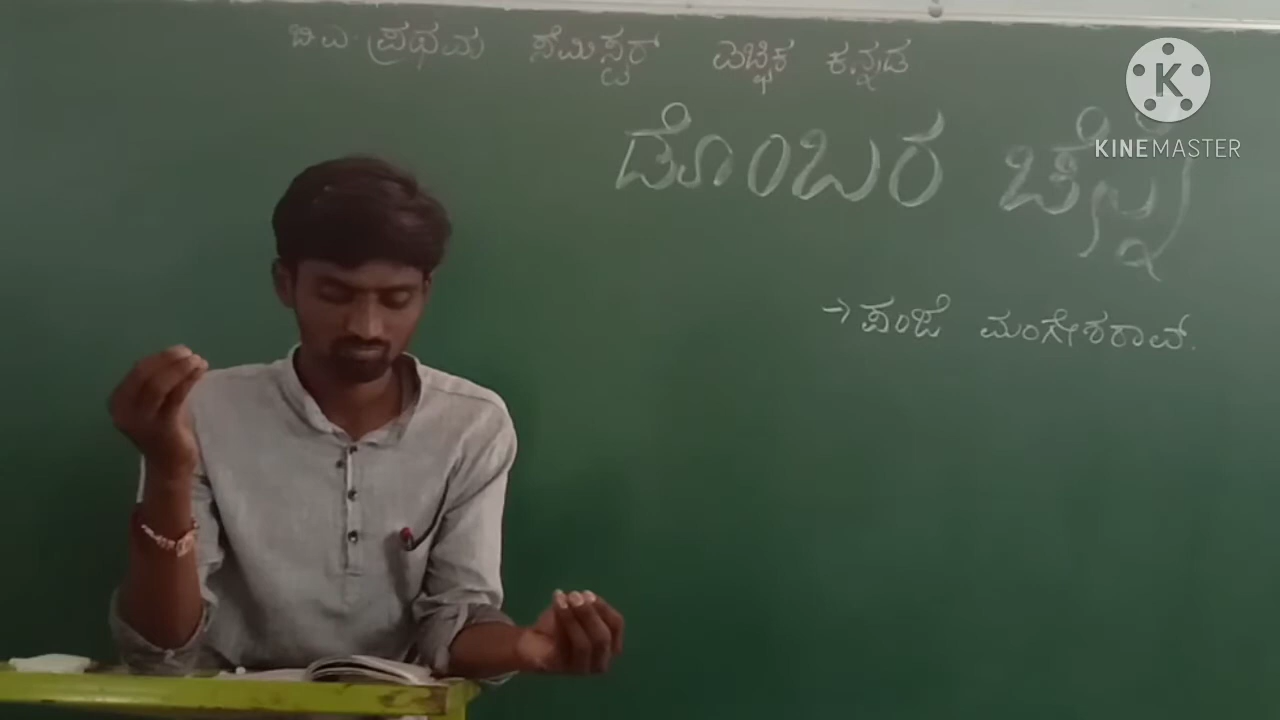 ಬಿ.ಎ. ಪ್ರಥಮ ಸೆಮಿಸ್ಟರ್ ಐಚ್ಛಿಕ ಕನ್ನಡ
ಡೊಂಬರ ಚೆನ್ನೆ
→ ಪಂಜೆ ಮಂಗೇಶರಾವ್.
K
KINEMASTER